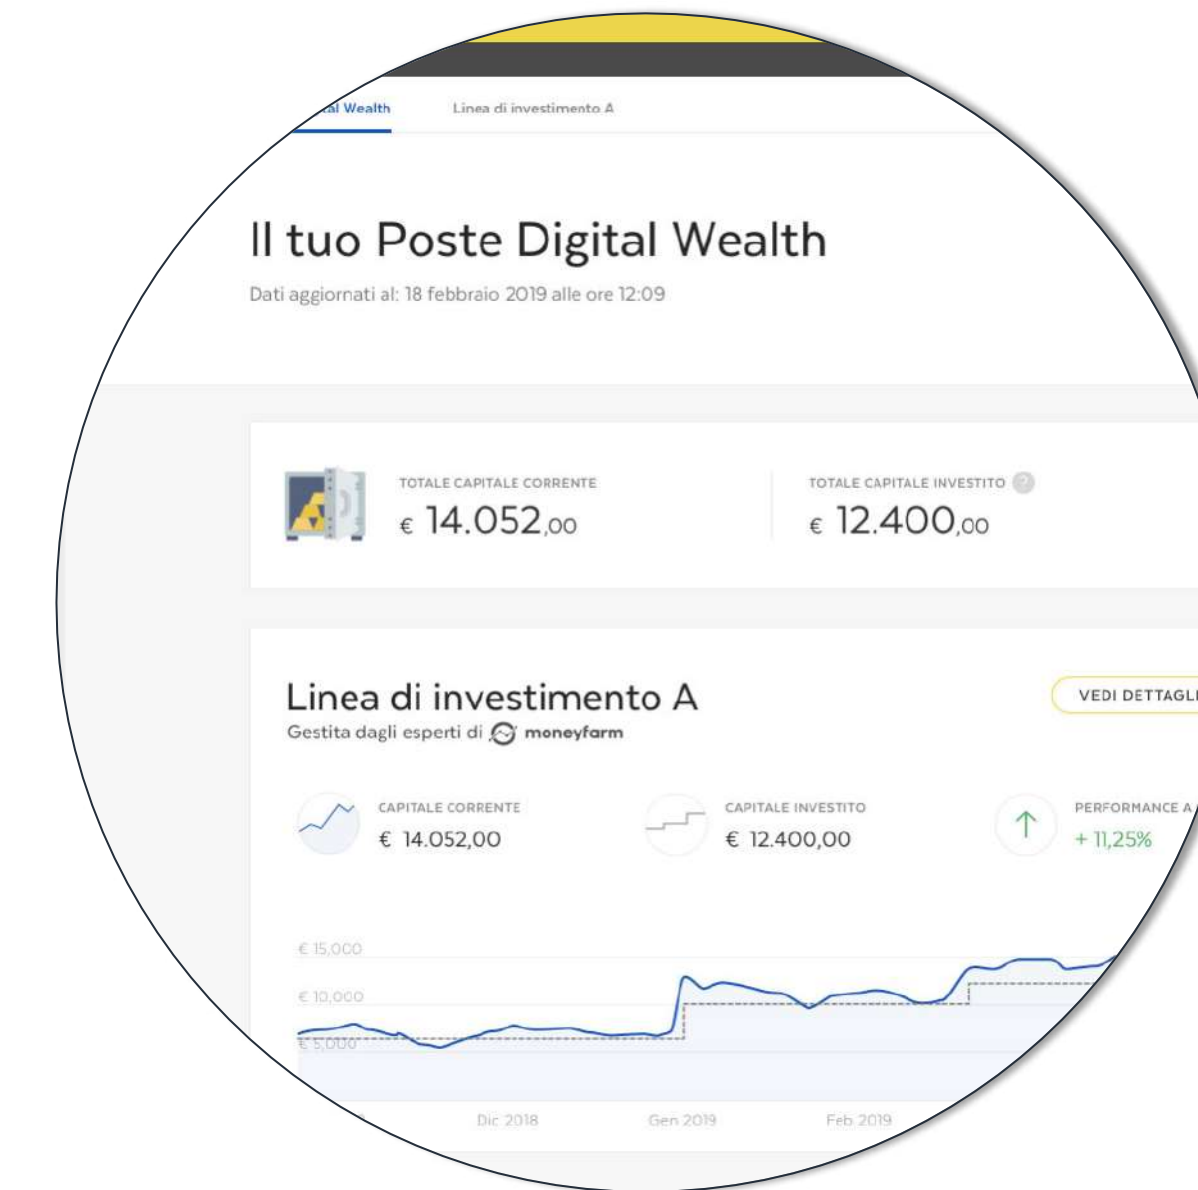 Wealth
Linea di investimento A
Il tuo Poste Digital Wealth
Dati aggiornati al: 18 febbraio 2019 alle ore 12:09
TOTALE CAPITALE CORRENTE
€ 14.052,00
TOTALE CAPITALE INVESTITO ?
€ 12.400,00
Linea di investimento A
VEDI DETTAGLI
Gestita dagli esperti di moneyfarm
CAPITALE CORRENTE
€ 14.052,00
CAPITALE INVESTITO
€ 12.400,00
PERFORMANCE A
+ 11,25%
€ 15,000
€ 10,000
€ 5,000
Dic 2018
Gen 2019
Feb 2019